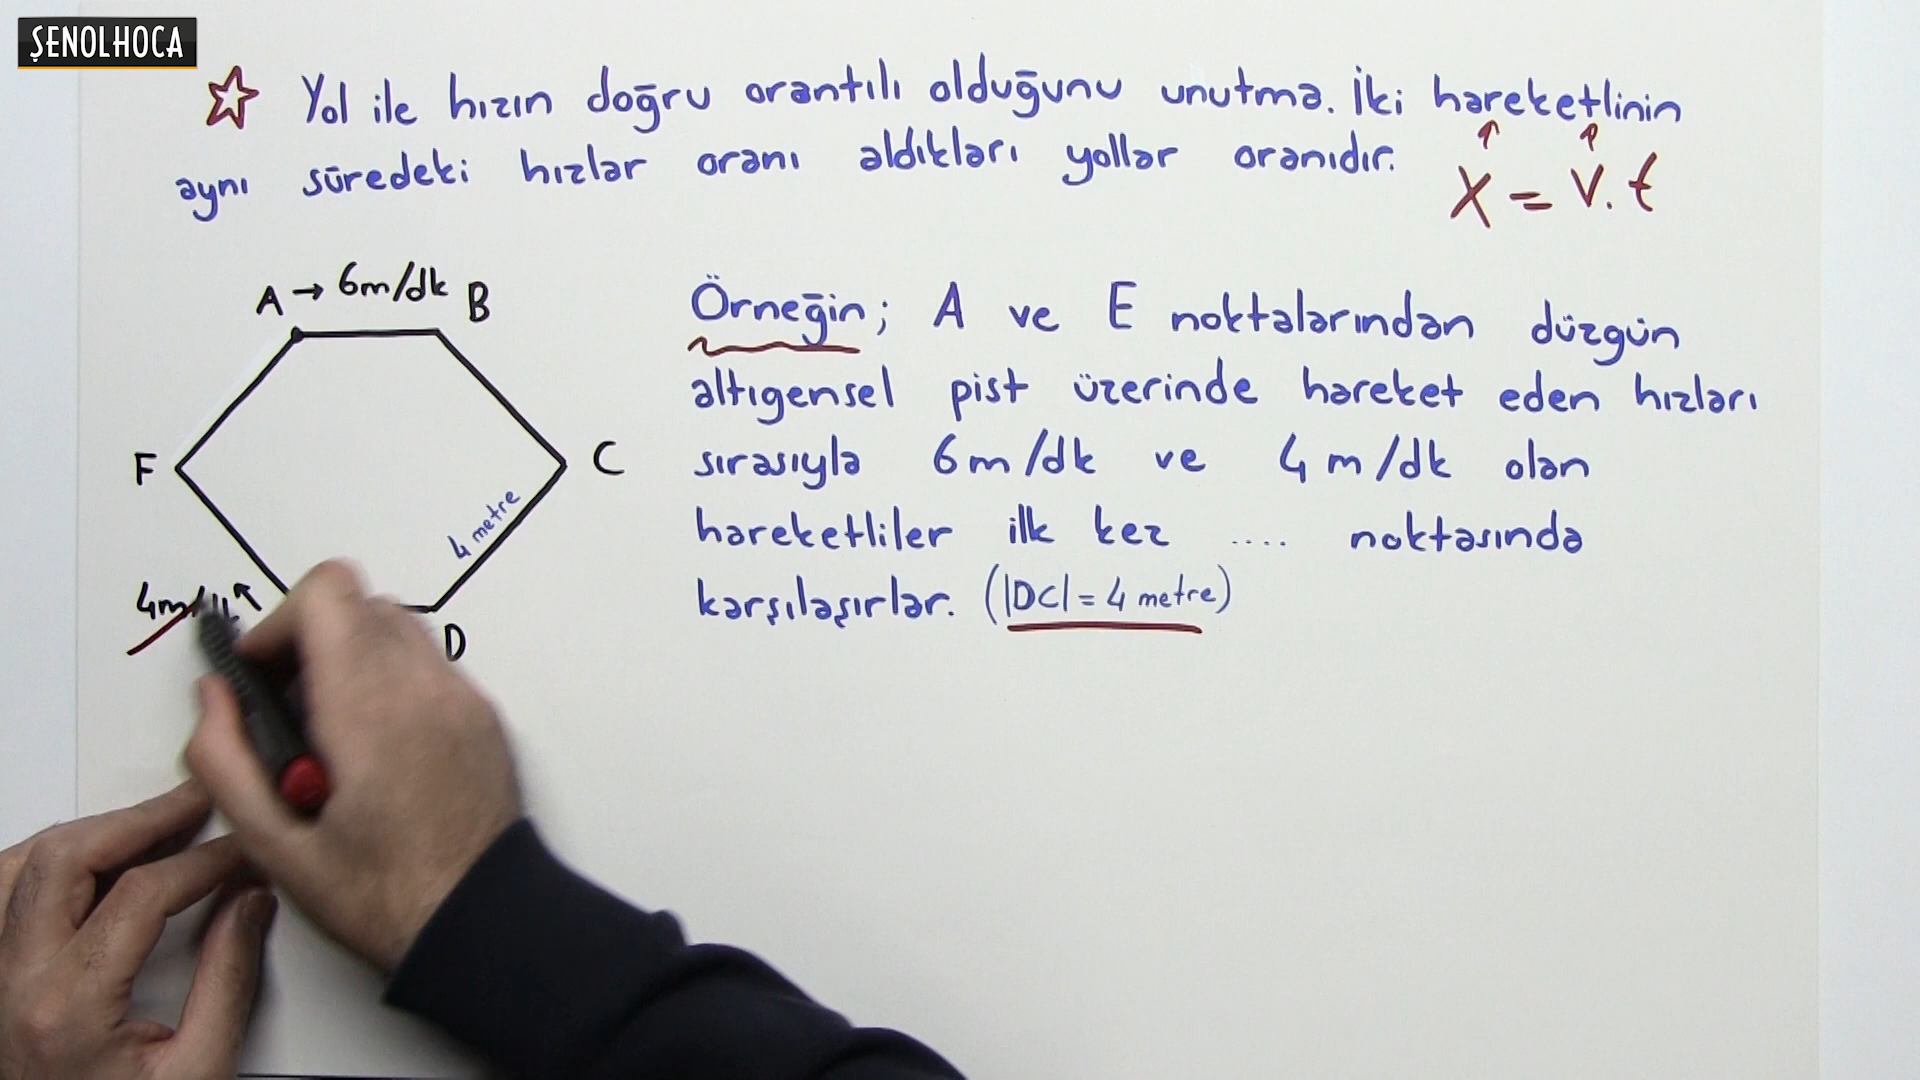 ŞENOLHOCA
Yol ile hızın doğru orantılı olduğunu unutma. İki hareketlinin
aynı süredeki hızlar oranı aldıkları yollar oranıdır.
X = V.t
A → 6m/dk B
F
C
4 metre
D
Örneğin; A ve E noktalarından düzgün
altıgensel pist üzerinde hareket eden hızları
sırasıyla 6m/dk ve 4m/dk olan
hareketliler ilk kez .... noktasında
karşılaşırlar. (|DC| = 4 metre)